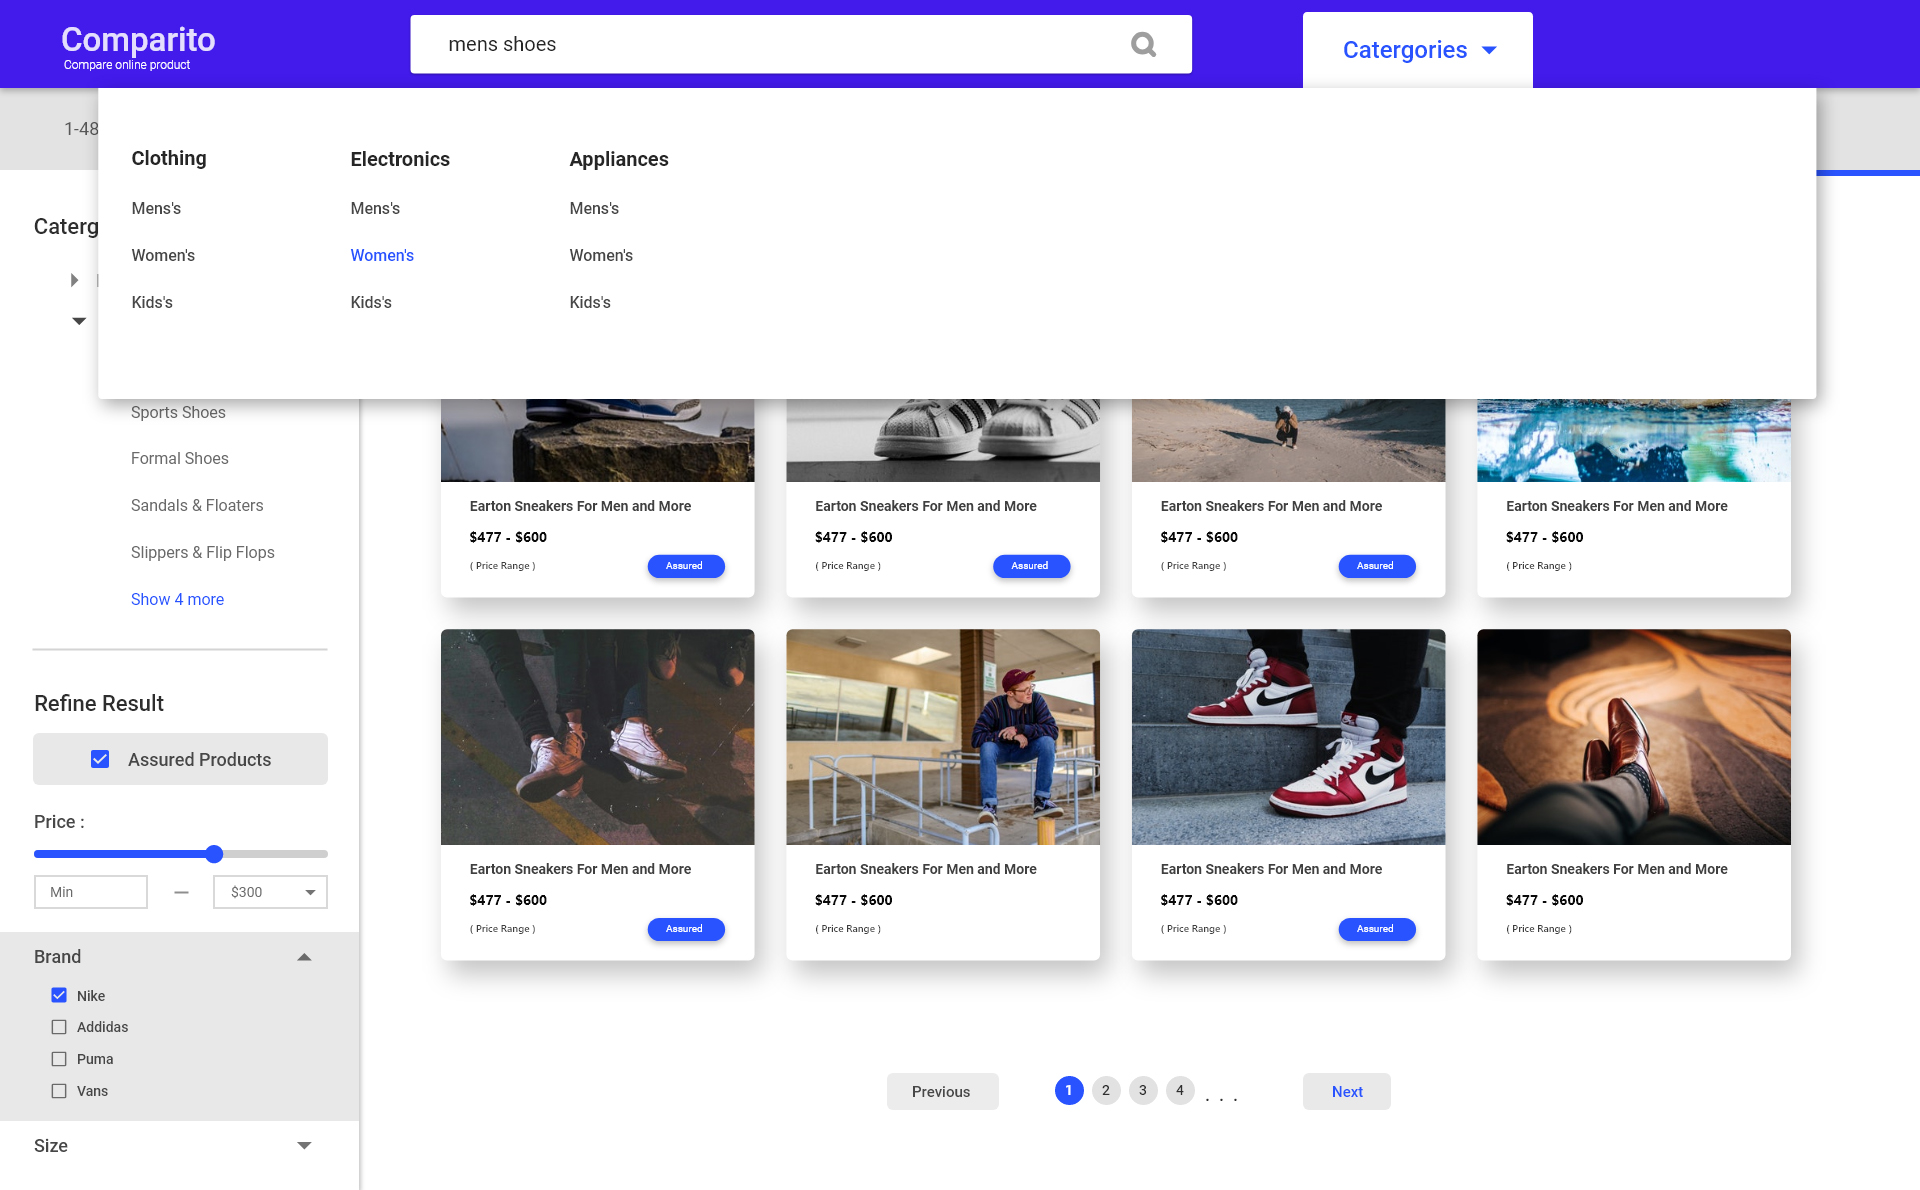 Comparito
Compare online product
mens shoes
Catergories
1-48
Clothing
Electronics
Appliances
Mens's
Mens's
Mens's
Women's
Women's
Women's
Kids's
Kids's
Kids's
Caterg
Sports Shoes
Formal Shoes
Sandals & Floaters
Slippers & Flip Flops
Show 4 more
Refine Result
Assured Products
Price :
Min
—
$300
Brand
Nike
Addidas
Puma
Vans
Size
Earton Sneakers For Men and More
$477 - $600
( Price Range )
Assured
Earton Sneakers For Men and More
$477 - $600
( Price Range )
Assured
Earton Sneakers For Men and More
$477 - $600
( Price Range )
Assured
Earton Sneakers For Men and More
$477 - $600
( Price Range )
Earton Sneakers For Men and More
$477 - $600
( Price Range )
Assured
Earton Sneakers For Men and More
$477 - $600
( Price Range )
Earton Sneakers For Men and More
$477 - $600
( Price Range )
Assured
Earton Sneakers For Men and More
$477 - $600
( Price Range )
Previous
1 2 3 4 . . .
Next